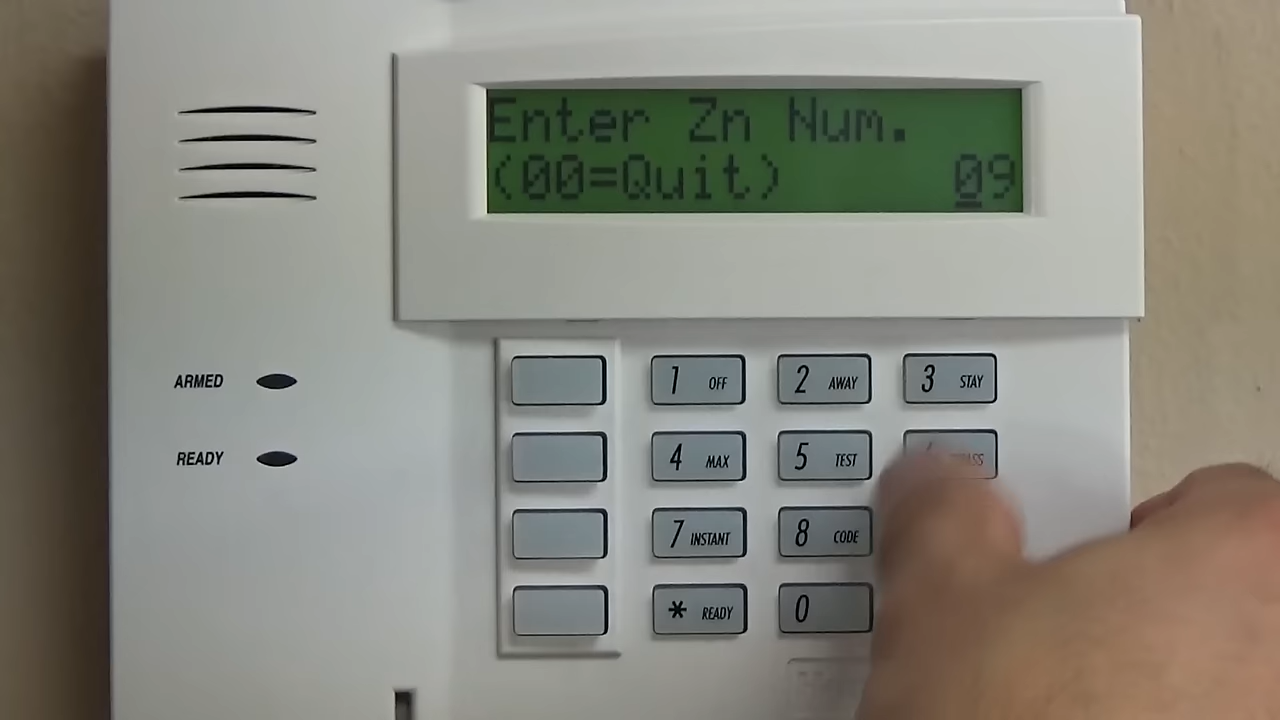 Enter Zn Num.
(00=Quit) 09
ARMED
READY
1 OFF
2 AWAY
3 STAY
4 MAX
5 TEST
7 INSTANT
8 CODE
* READY
0